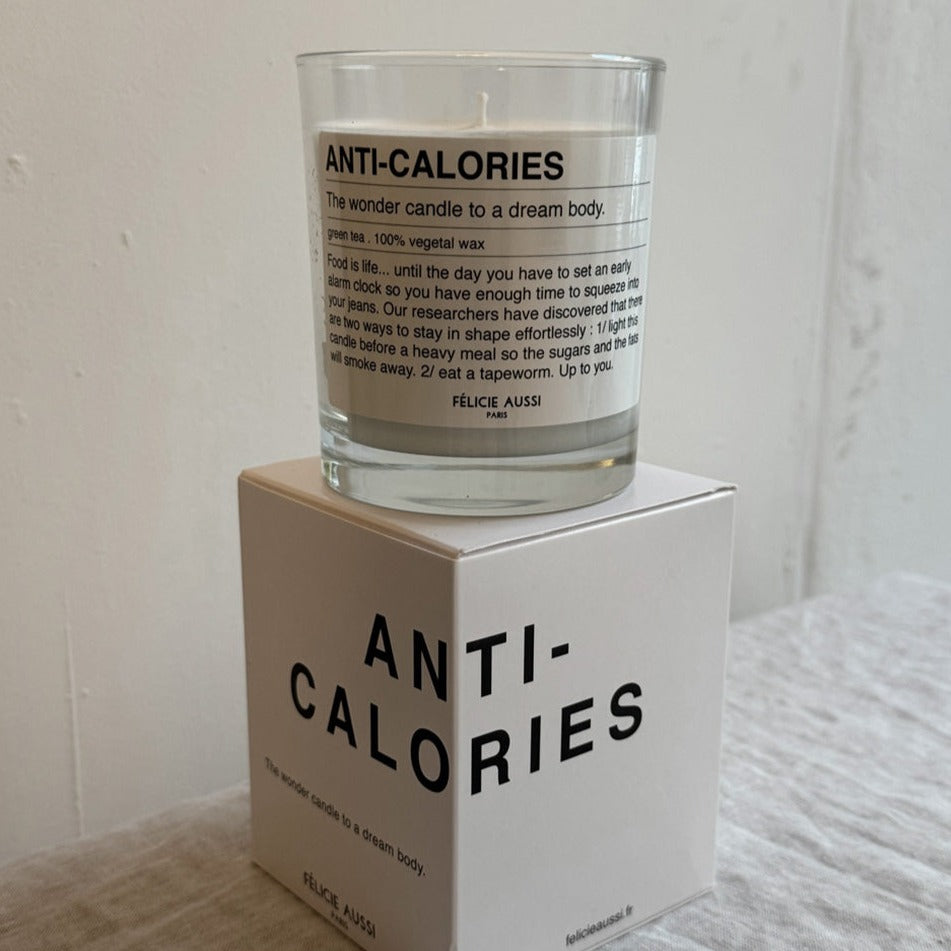 ANTI-CALORIES
The wonder candle to a dream body.
green tea . 100% vegetal wax
Food is life... until the day you have to set an early
alarm clock so you have enough time to squeeze into
your jeans. Our researchers have discovered that there
are two ways to stay in shape effortlessly : 1/ light this
candle before a heavy meal so the sugars and the fats
will smoke away. 2/ eat a tapeworm. Up to you.
FÉLICIE AUSSI
PARIS
ANTI-
CALORIES
The wonder candle to a dream body.
FÉLICIE AUSSI
PARIS
felicieaussi.fr